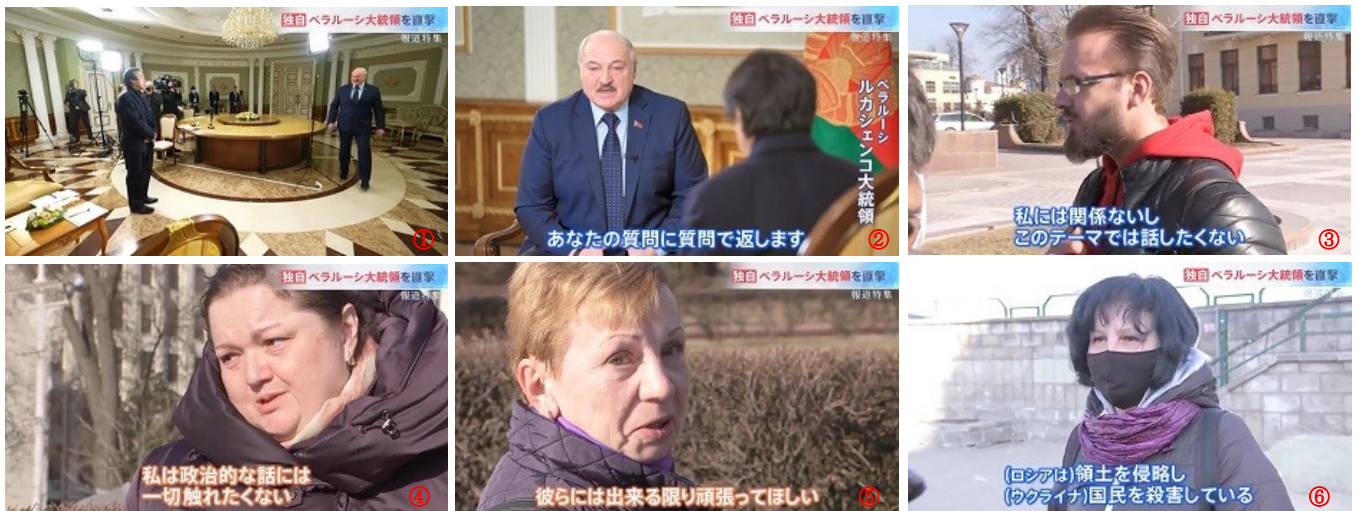 独自 ベラルーシ大統領を直撃
報道特集
①
独自 ベラルーシ大統領を直撃
報道特集
ベラルーシ
ルカシェンコ大統領
あなたの質問に質問で返します
②
独自 ベラルーシ大統領を直撃
報道特集
私には関係ないし
このテーマでは話したくない
③
独自 ベラルーシ大統領を直撃
報道特集
私は政治的な話には
一切触れたくない
④
独自 ベラルーシ大統領を直撃
報道特集
彼らには出来る限り頑張ってほしい
⑤
独自 ベラルーシ大統領を直撃
報道特集
(ロシアは)領土を侵略し
(ウクライナ)国民を殺害している
⑥